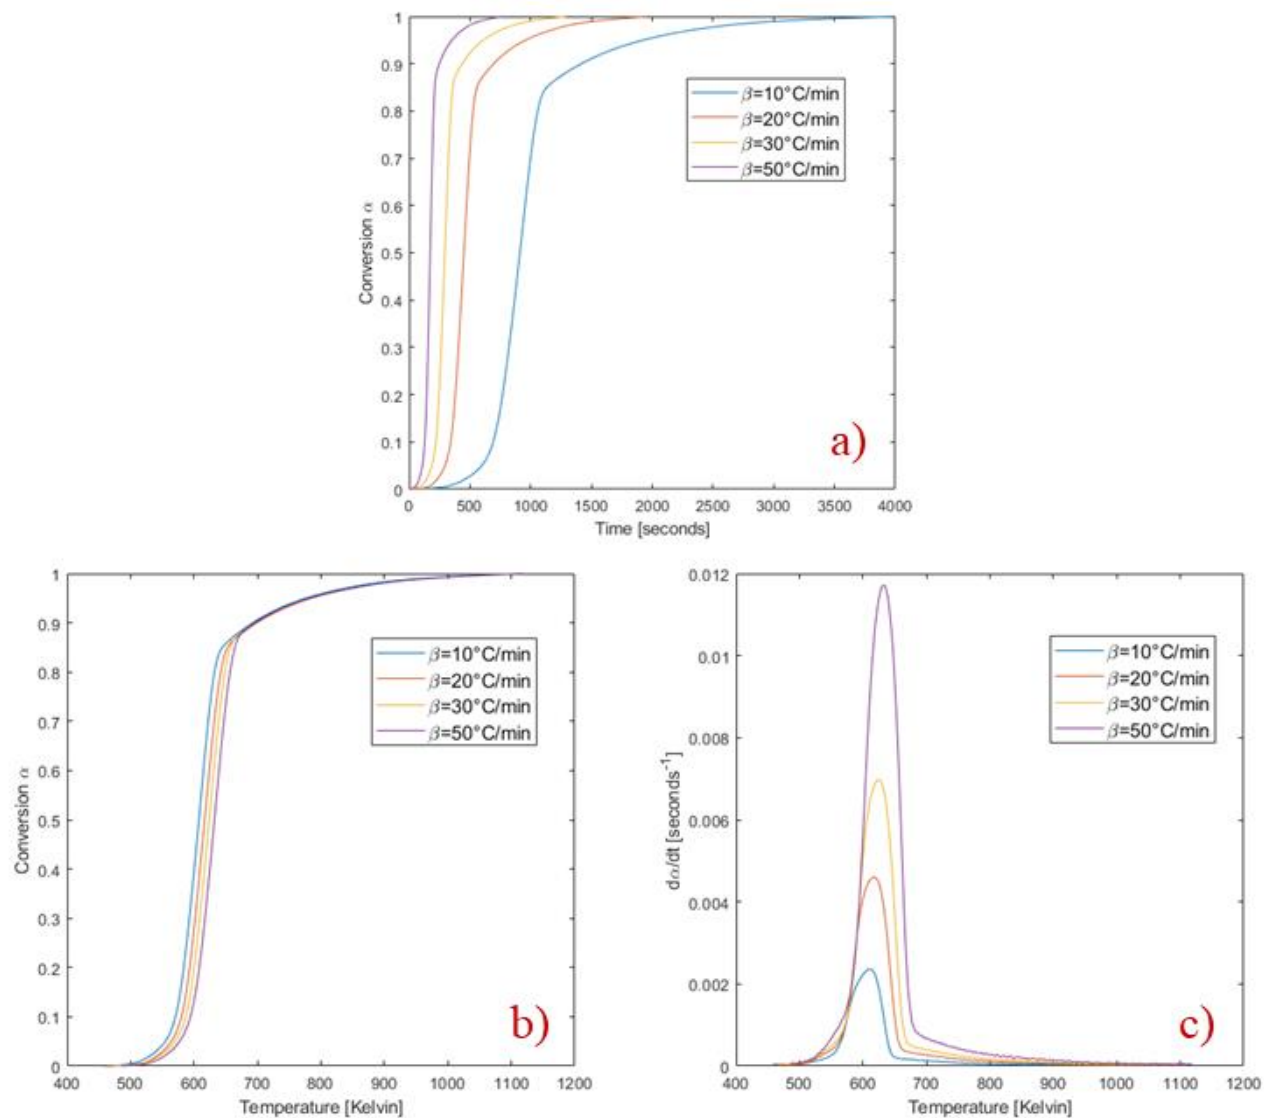 1
0.9
0.8
0.7
0.6
0.5
0.4
0.3
0.2
0.1
0
Conversion α
β=10°C/min
β=20°C/min
β=30°C/min
β=50°C/min
a)
0 500 1000 1500 2000 2500 3000 3500 4000
Time [seconds]
1
0.9
0.8
0.7
0.6
0.5
0.4
0.3
0.2
0.1
0
Conversion α
β=10°C/min
β=20°C/min
β=30°C/min
β=50°C/min
b)
400 500 600 700 800 900 1000 1100 1200
Temperature [Kelvin]
0.012
0.01
0.008
0.006
0.004
0.002
0
dα/dt [seconds⁻¹]
β=10°C/min
β=20°C/min
β=30°C/min
β=50°C/min
c)
400 500 600 700 800 900 1000 1100 1200
Temperature [Kelvin]